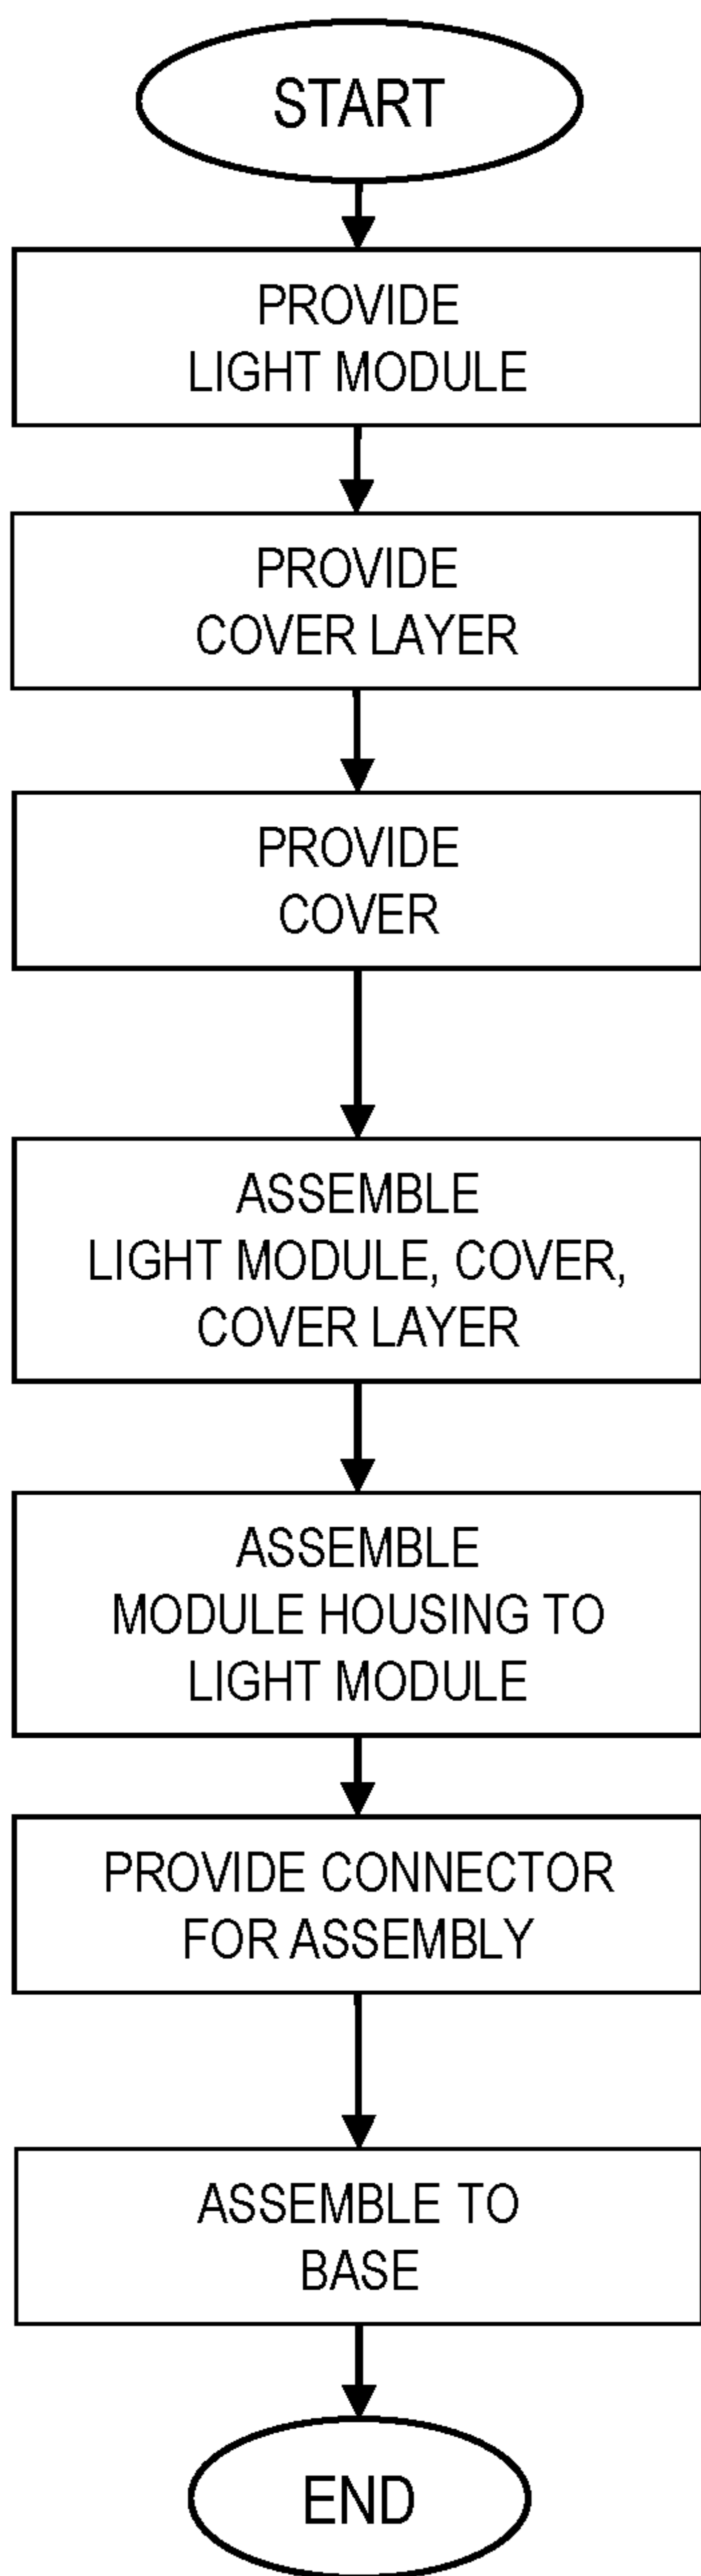 START
PROVIDE
LIGHT MODULE
PROVIDE
COVER LAYER
PROVIDE
COVER
ASSEMBLE
LIGHT MODULE, COVER,
COVER LAYER
ASSEMBLE
MODULE HOUSING TO
LIGHT MODULE
PROVIDE CONNECTOR
FOR ASSEMBLY
ASSEMBLE TO
BASE
END